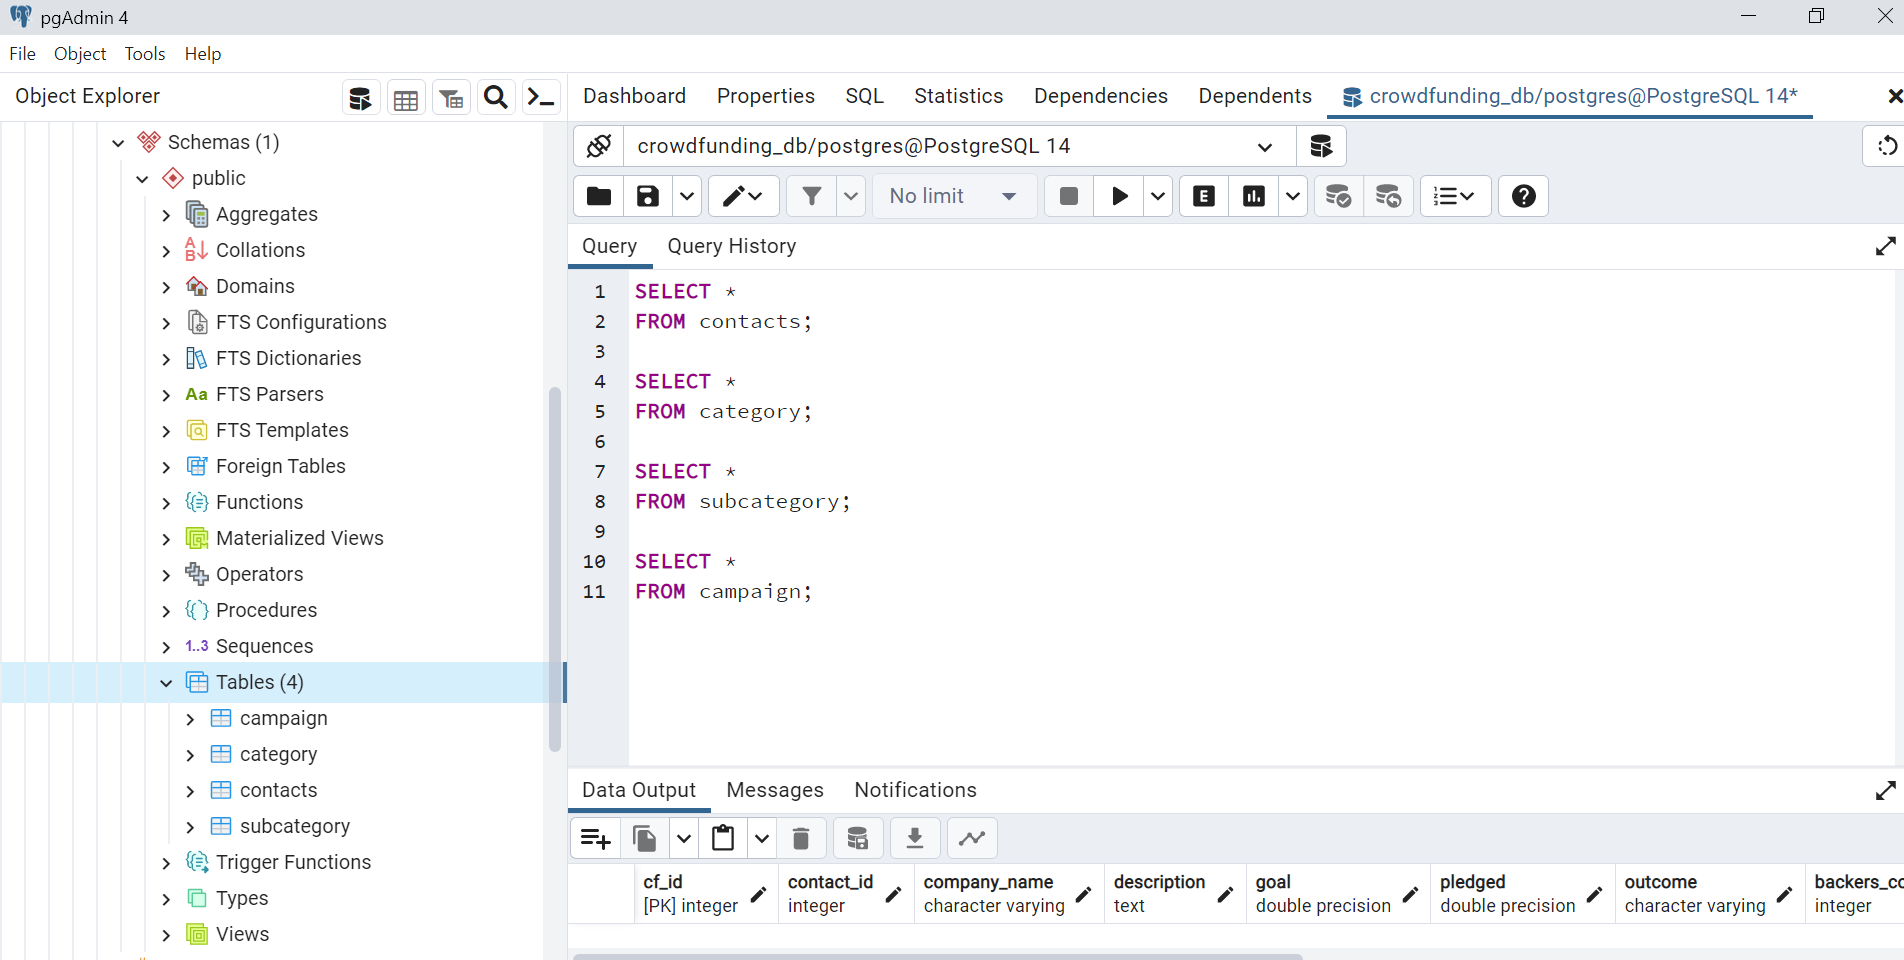 pgAdmin 4
File Object Tools Help
Object Explorer
Dashboard Properties SQL Statistics Dependencies Dependents crowdfunding_db/postgres@PostgreSQL 14*
Schemas (1)
public
Aggregates
Collations
Domains
FTS Configurations
FTS Dictionaries
Aa FTS Parsers
FTS Templates
Foreign Tables
Functions
Materialized Views
Operators
Procedures
1..3 Sequences
Tables (4)
campaign
category
contacts
subcategory
Trigger Functions
Types
Views
crowdfunding_db/postgres@PostgreSQL 14
No limit
E
Query Query History
1 SELECT *
2 FROM contacts;
3
4 SELECT *
5 FROM category;
6
7 SELECT *
8 FROM subcategory;
9
10 SELECT *
11 FROM campaign;
Data Output Messages Notifications
cf_id contact_id company_name description goal pledged outcome backers_co
[PK] integer integer character varying text double precision double precision character varying integer